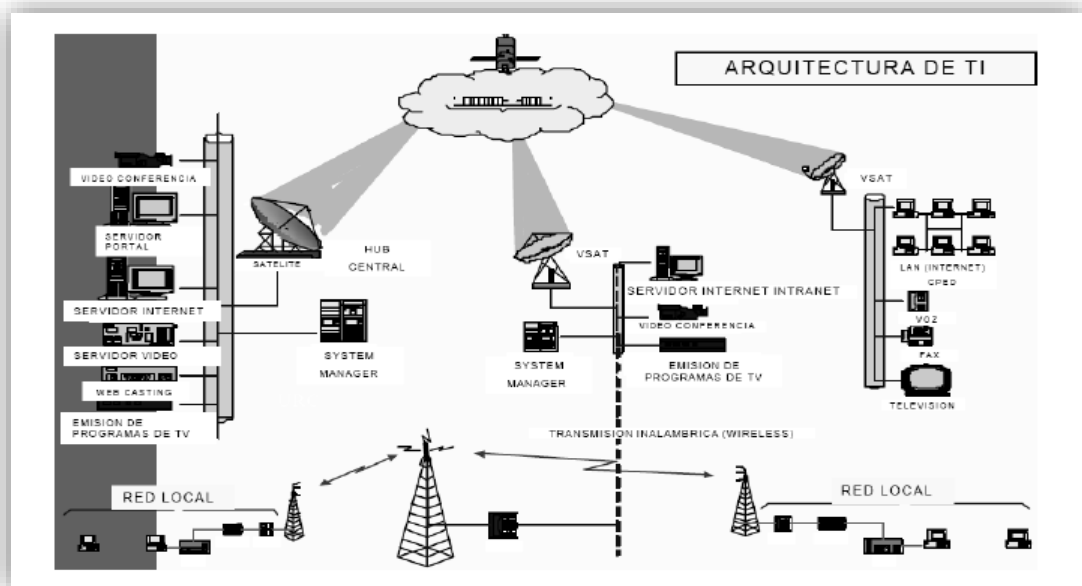 ARQUITECTURA DE TI
VIDEO CONFERENCIA
SERVIDOR
PORTAL
SERVIDOR INTERNET
SERVIDOR VIDEO
WEB CASTING
EMISION DE
PROGRAMAS DE TV
SATELITE
HUB
CENTRAL
SYSTEM
MANAGER
VSAT
SERVIDOR INTERNET INTRANET
VIDEO CONFERENCIA
SYSTEM
MANAGER
EMISION DE
PROGRAMAS DE TV
VSAT
LAN (INTERNET)
CPED
VOZ
FAX
TELEVISION
TRANSMISION INALAMBRICA (WIRELESS)
RED LOCAL
RED LOCAL